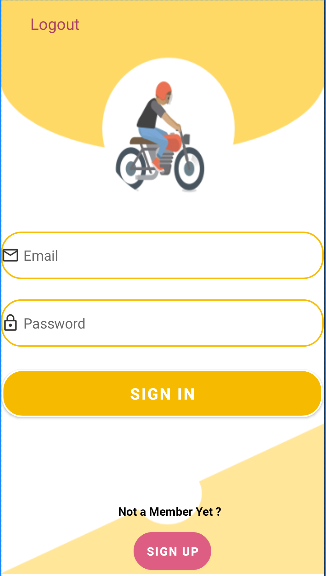 Logout
Email
Password
SIGN IN
Not a Member Yet ?
SIGN UP